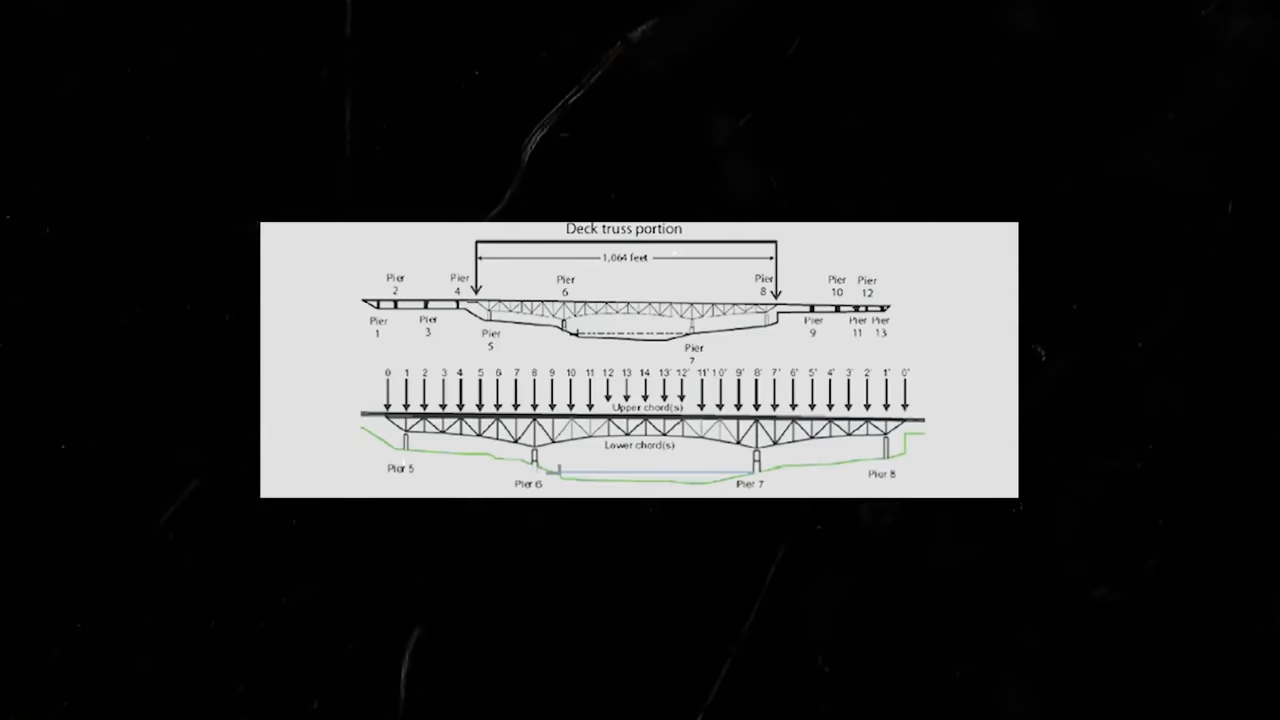 Deck truss portion
1,064 feet
Pier 2
Pier 4
Pier 6
Pier 8
Pier 10
Pier 12
Pier 1
Pier 3
Pier 5
Pier 7
Pier 9
Pier 11
Pier 13
0 1 2 3 4 5 6 7 8 9 10 11 12 13 14 13' 12' 11' 10' 9' 8' 7' 6' 5' 4' 3' 2' 1' 0'
Upper chord(s)
Lower chord(s)
Pier 5
Pier 6
Pier 7
Pier 8